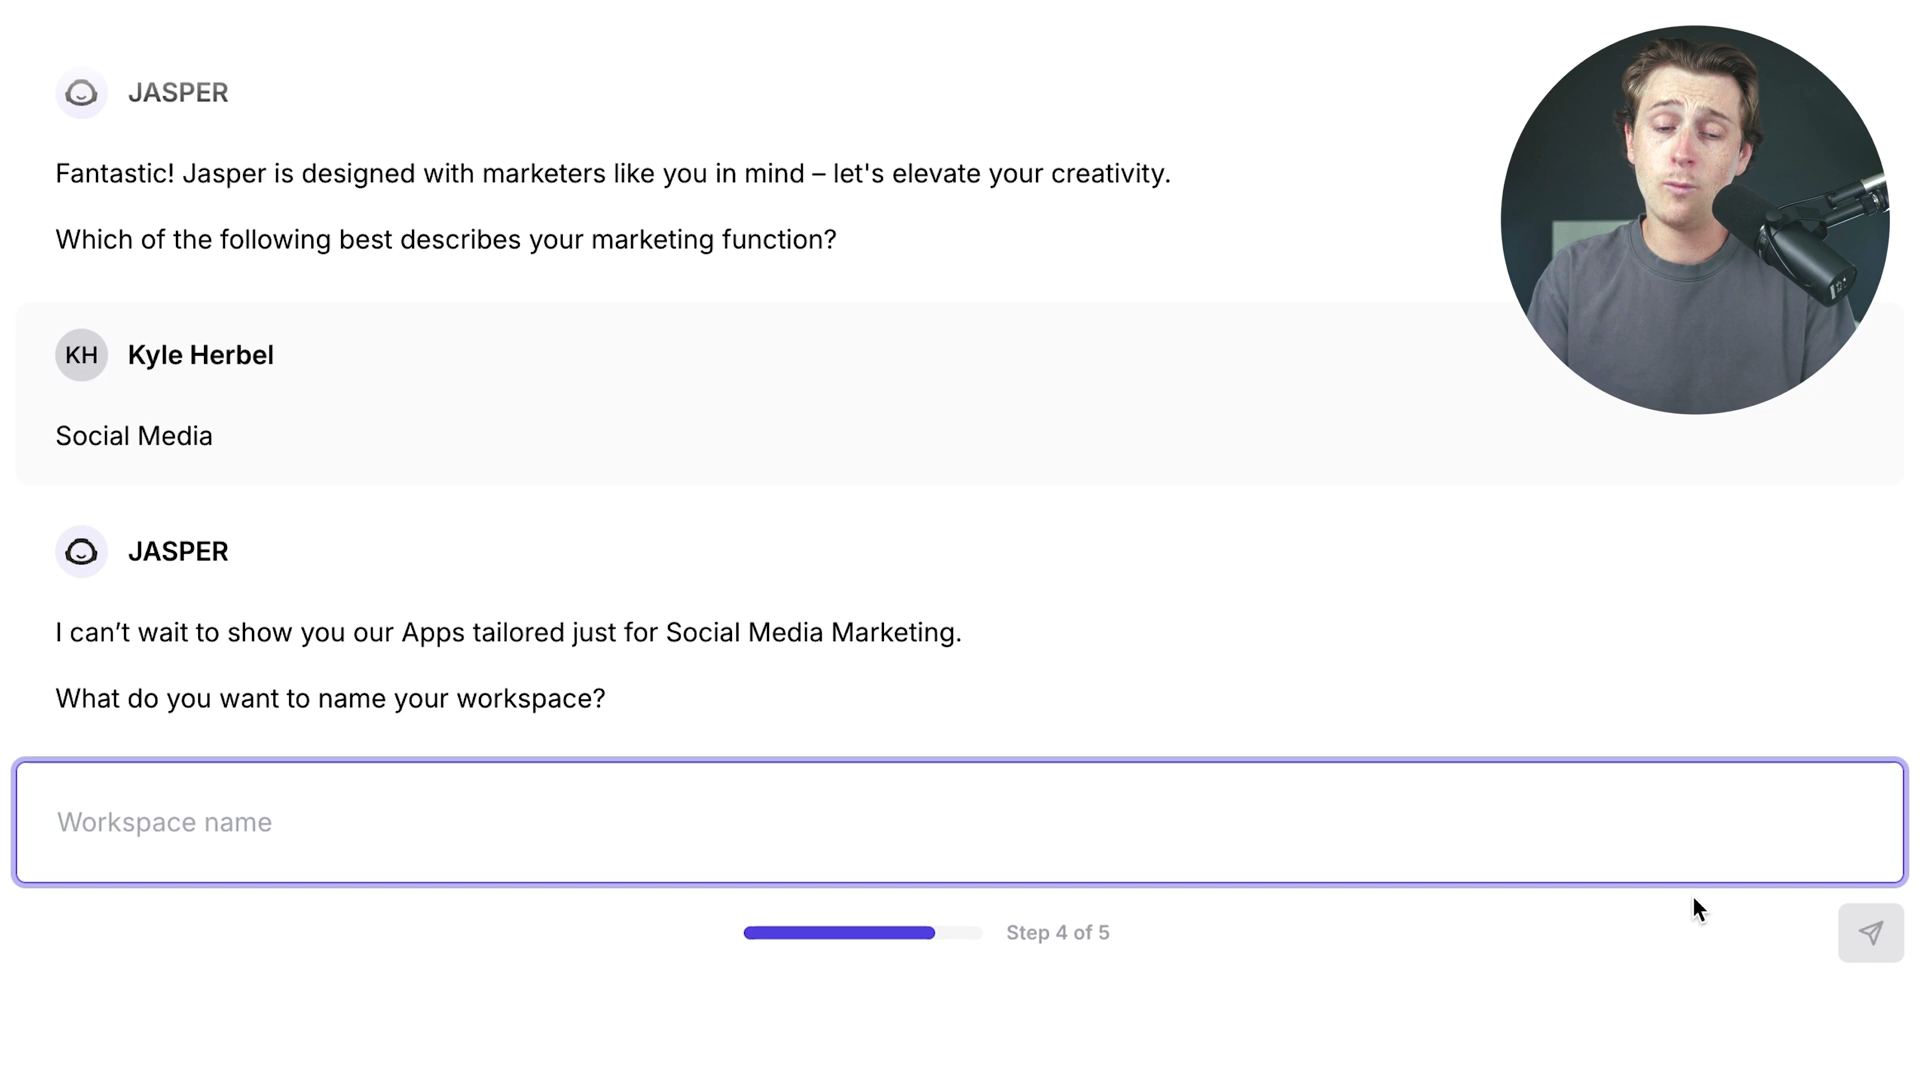 JASPER
Fantastic! Jasper is designed with marketers like you in mind – let's elevate your creativity.
Which of the following best describes your marketing function?
KH Kyle Herbel
Social Media
JASPER
I can’t wait to show you our Apps tailored just for Social Media Marketing.
What do you want to name your workspace?
Workspace name
Step 4 of 5